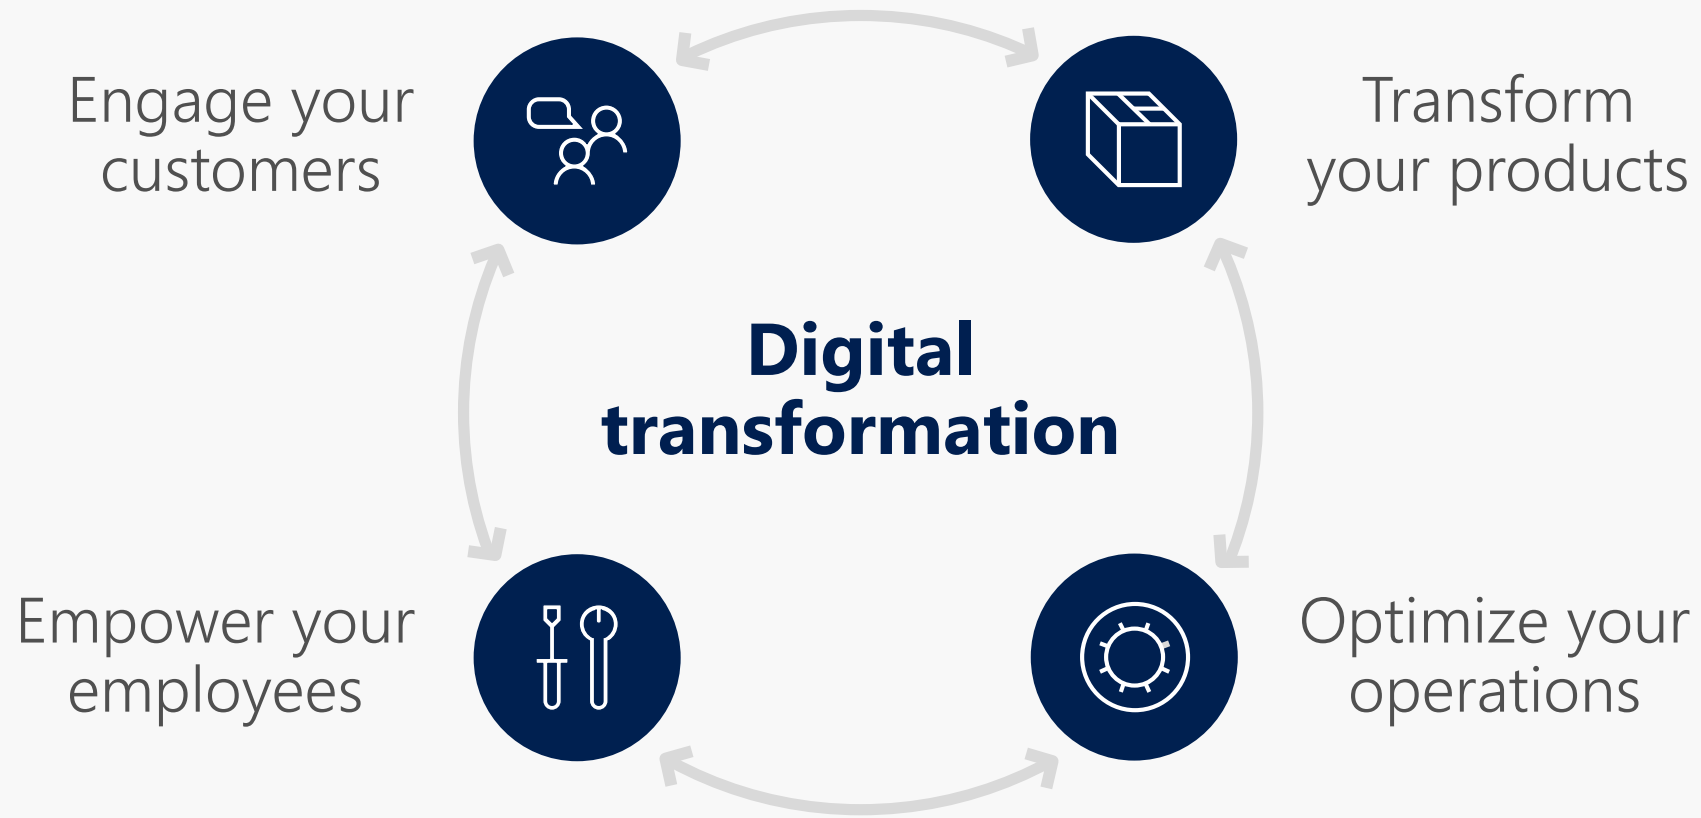 Engage your
customers
Transform
your products
Digital
transformation
Empower your
employees
Optimize your
operations